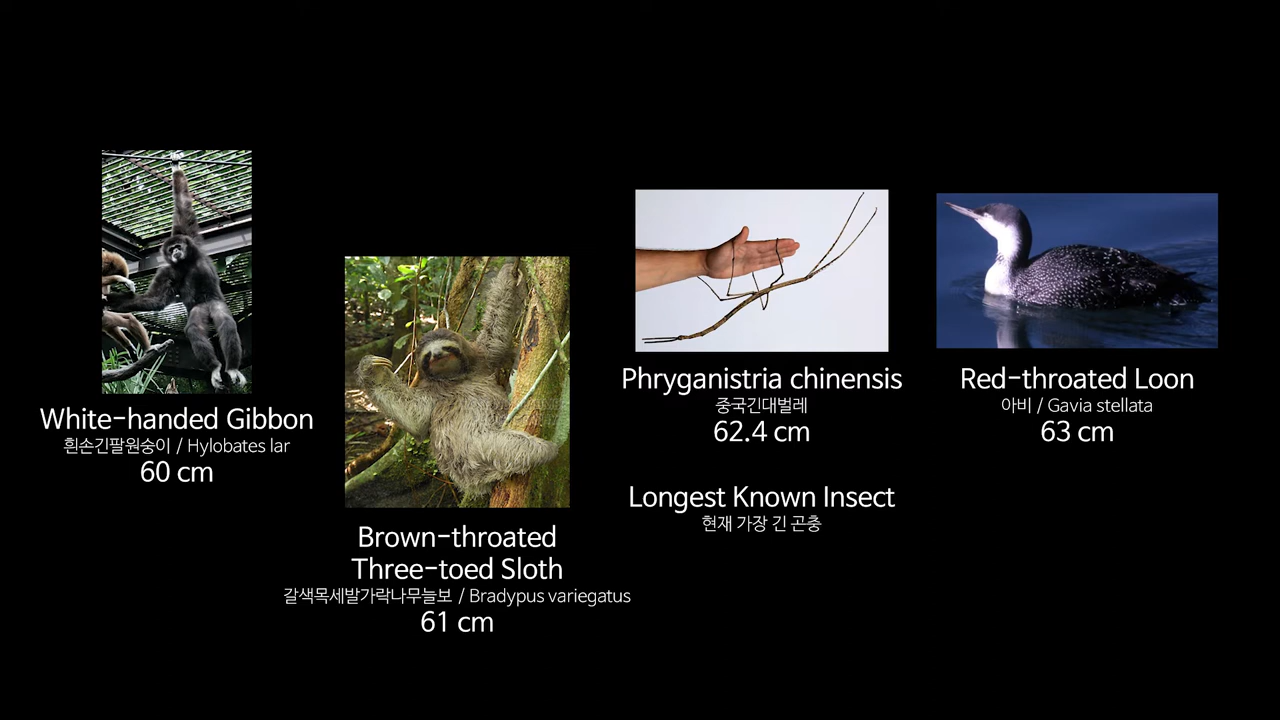 White-handed Gibbon
흰손긴팔원숭이 / Hylobates lar
60 cm
Brown-throated
Three-toed Sloth
갈색목세발가락나무늘보 / Bradypus variegatus
61 cm
Phryganistria chinensis
중국긴대벌레
62.4 cm
Longest Known Insect
현재 가장 긴 곤충
Red-throated Loon
아비 / Gavia stellata
63 cm